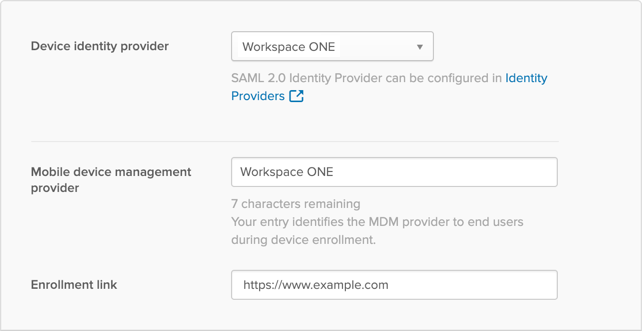 Device identity provider
Workspace ONE
SAML 2.0 Identity Provider can be configured in Identity
Providers
Mobile device management
provider
Workspace ONE
7 characters remaining
Your entry identifies the MDM provider to end users
during device enrollment.
Enrollment link
https://www.example.com